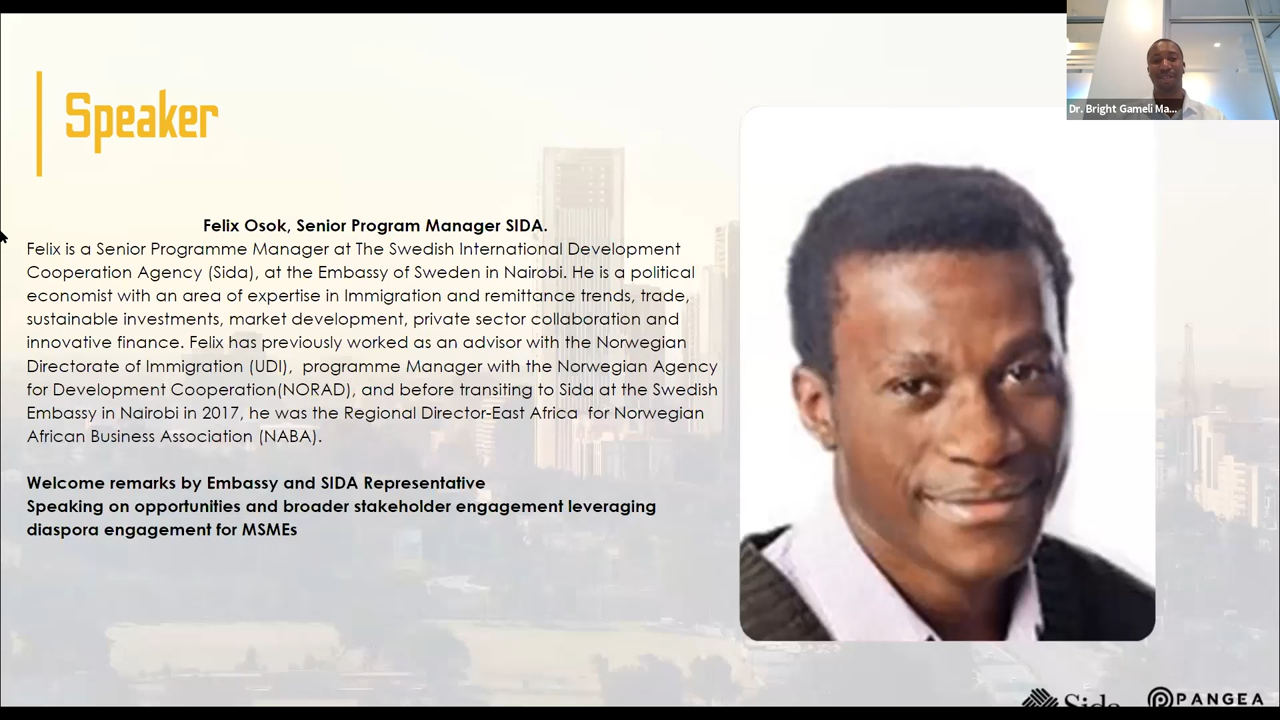 Speaker
Dr. Bright Gameli Ma...
Felix Osok, Senior Program Manager SIDA.
Felix is a Senior Programme Manager at The Swedish International Development
Cooperation Agency (Sida), at the Embassy of Sweden in Nairobi. He is a political
economist with an area of expertise in Immigration and remittance trends, trade,
sustainable investments, market development, private sector collaboration and
innovative finance. Felix has previously worked as an advisor with the Norwegian
Directorate of Immigration (UDI),  programme Manager with the Norwegian Agency
for Development Cooperation(NORAD), and before transiting to Sida at the Swedish
Embassy in Nairobi in 2017, he was the Regional Director-East Africa  for Norwegian
African Business Association (NABA).
Welcome remarks by Embassy and SIDA Representative
Speaking on opportunities and broader stakeholder engagement leveraging
diaspora engagement for MSMEs
Sida
PANGEA